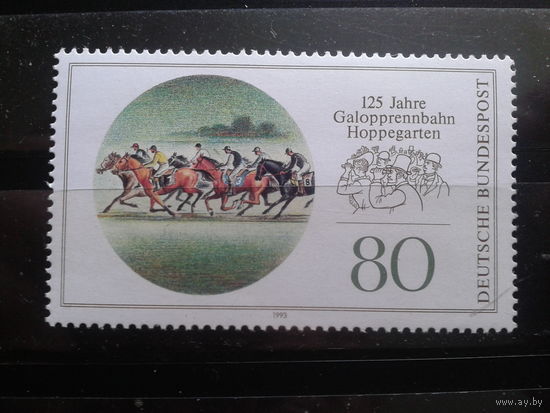 125 Jahre
Galopprennbahn
Hoppegarten
80
DEUTSCHE BUNDESPOST
1993
www.ay.by